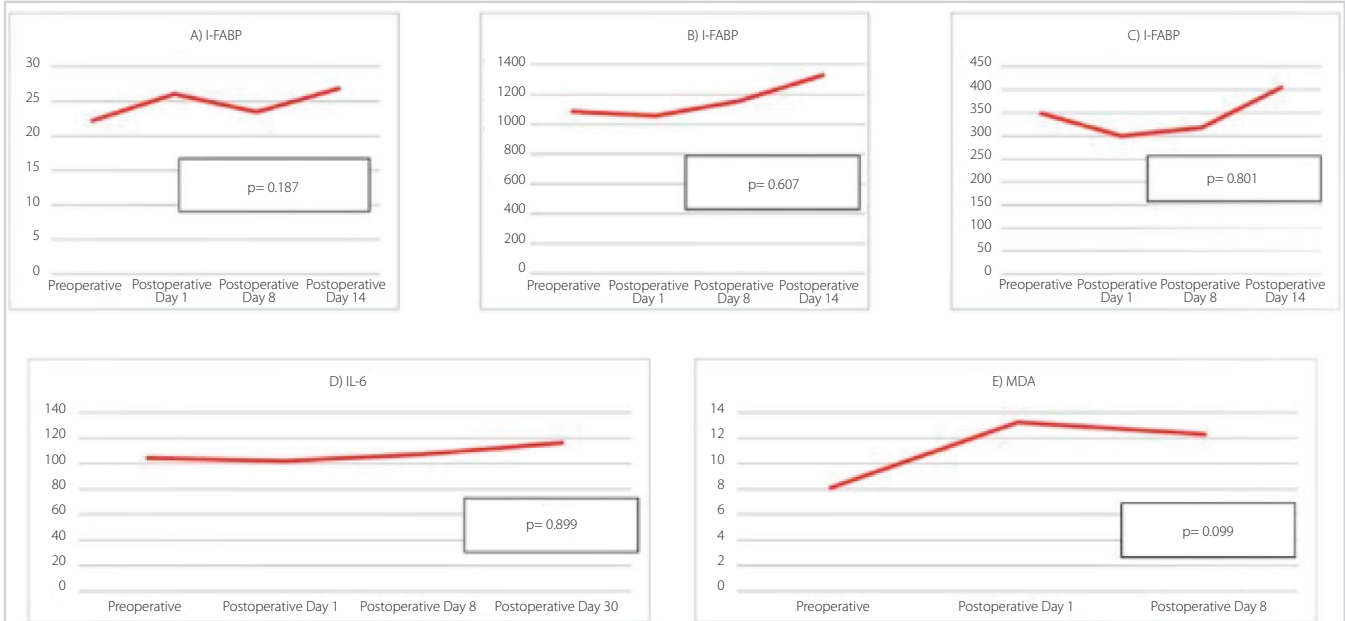 A) I-FABP
30
25
20
15
10
5
0
p= 0.187
Preoperative
Postoperative
Day 1
Postoperative
Day 8
Postoperative
Day 14
B) I-FABP
1400
1200
1000
800
600
400
200
0
p= 0.607
Preoperative
Postoperative
Day 1
Postoperative
Day 8
Postoperative
Day 14
C) I-FABP
450
400
350
300
250
200
150
100
50
0
p= 0.801
Preoperative
Postoperative
Day 1
Postoperative
Day 8
Postoperative
Day 14
D) IL-6
140
120
100
80
60
40
20
0
p= 0.899
Preoperative
Postoperative Day 1
Postoperative Day 8
Postoperative Day 30
E) MDA
14
12
10
8
6
4
2
0
p= 0.099
Preoperative
Postoperative Day 1
Postoperative Day 8